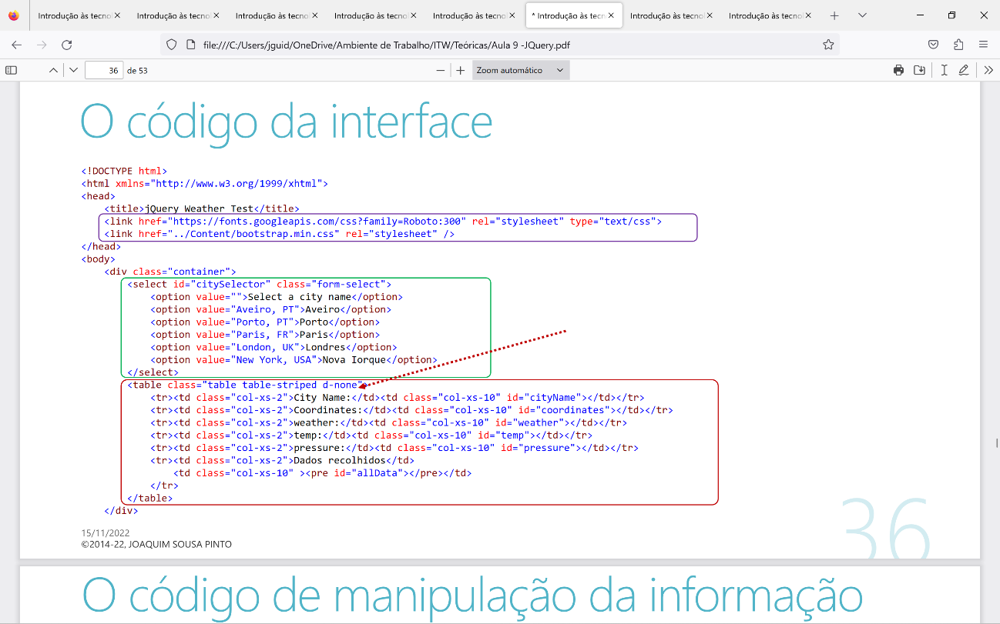 Introdução às tecnol
Introdução às tecnol
Introdução às tecnol
Introdução às tecnol
Introdução às tecnol
* Introdução às tecn
Introdução às tecnol
Introdução às tecnol
file:///C:/Users/jguid/OneDrive/Ambiente de Trabalho/ITW/Teóricas/Aula 9 -JQuery.pdf
36 de 53
Zoom automático
O código da interface
<!DOCTYPE html>
<html xmlns="http://www.w3.org/1999/xhtml">
<head>
<title>jQuery Weather Test</title>
<link href="https://fonts.googleapis.com/css?family=Roboto:300" rel="stylesheet" type="text/css">
<link href="../Content/bootstrap.min.css" rel="stylesheet" />
</head>
<body>
<div class="container">
<select id="citySelector" class="form-select">
<option value="">Select a city name</option>
<option value="Aveiro, PT">Aveiro</option>
<option value="Porto, PT">Porto</option>
<option value="Paris, FR">Paris</option>
<option value="London, UK">Londres</option>
<option value="New York, USA">Nova Iorque</option>
</select>
<table class="table table-striped d-none">
<tr><td class="col-xs-2">City Name:</td><td class="col-xs-10" id="cityName"></td></tr>
<tr><td class="col-xs-2">Coordinates:</td><td class="col-xs-10" id="coordinates"></td></tr>
<tr><td class="col-xs-2">weather:</td><td class="col-xs-10" id="weather"></td></tr>
<tr><td class="col-xs-2">temp:</td><td class="col-xs-10" id="temp"></td></tr>
<tr><td class="col-xs-2">pressure:</td><td class="col-xs-10" id="pressure"></td></tr>
<tr><td class="col-xs-2">Dados recolhidos</td>
<td class="col-xs-10" ><pre id="allData"></pre></td>
</tr>
</table>
</div>
15/11/2022
©2014-22, JOAQUIM SOUSA PINTO
36
O código de manipulação da informação